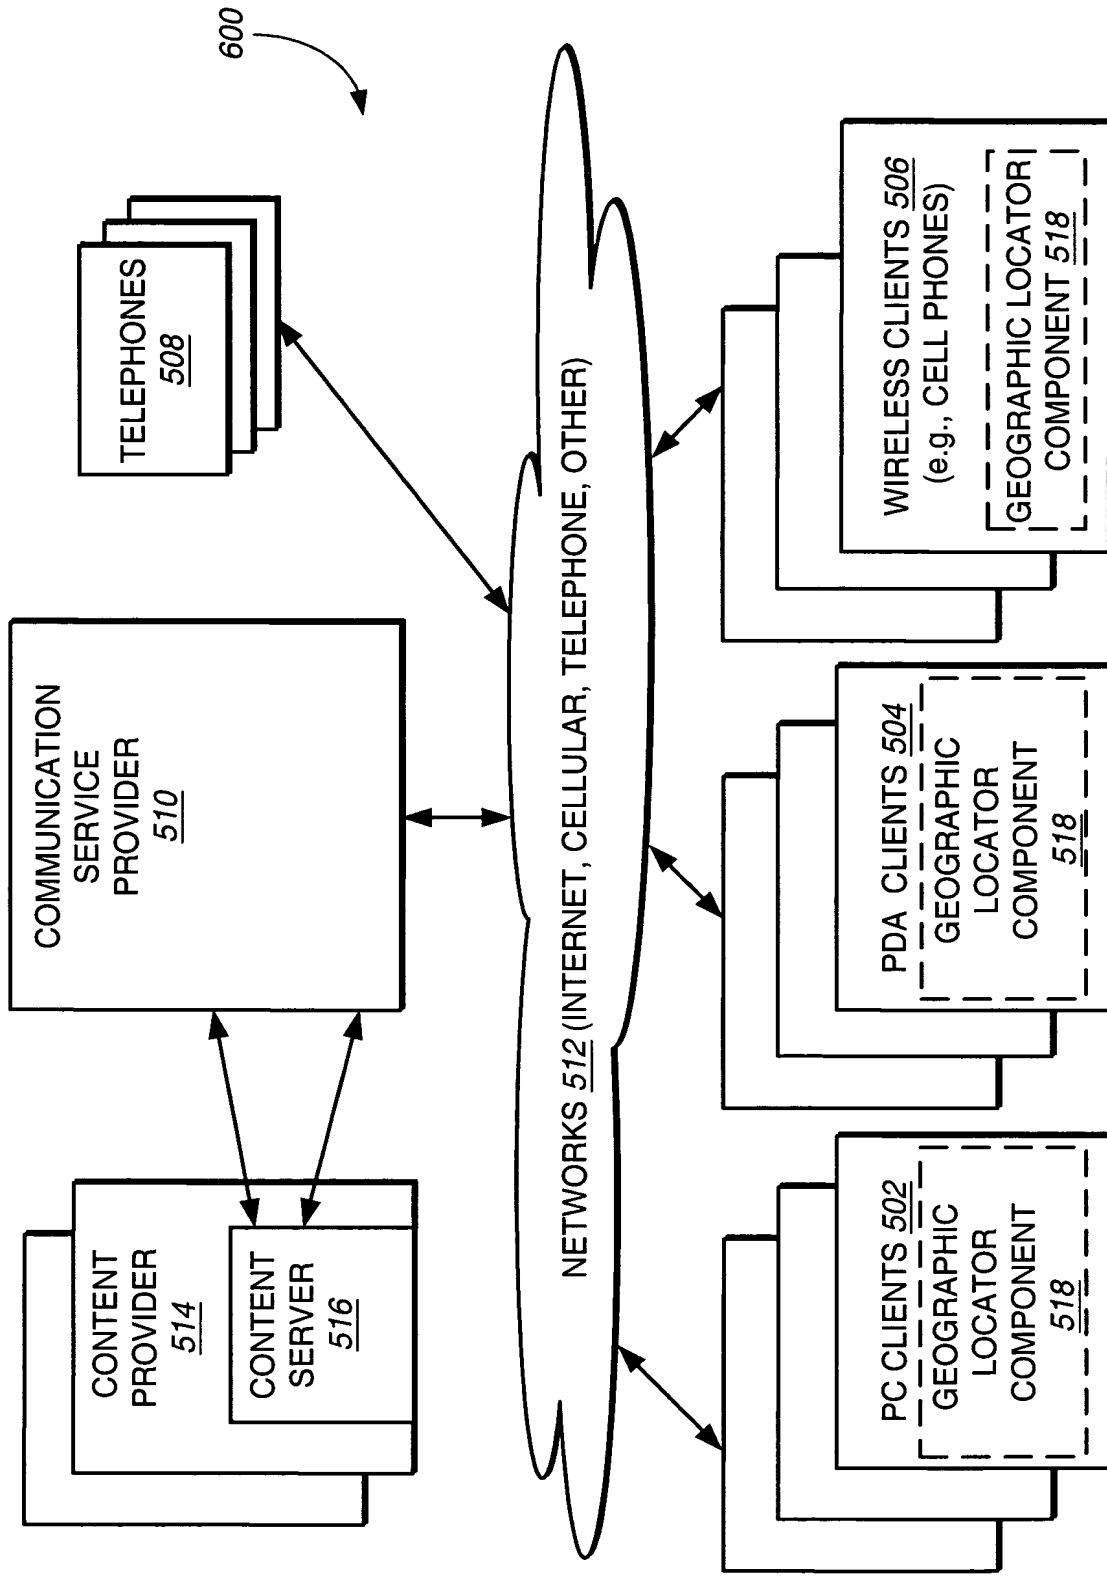 600
CONTENT
PROVIDER
514
CONTENT
SERVER
516
COMMUNICATION
SERVICE
PROVIDER
510
TELEPHONES
508
NETWORKS 512 (INTERNET, CELLULAR, TELEPHONE, OTHER)
PC CLIENTS 502
GEOGRAPHIC
LOCATOR
COMPONENT
518
PDA CLIENTS 504
GEOGRAPHIC
LOCATOR
COMPONENT
518
WIRELESS CLIENTS 506
(e.g., CELL PHONES)
GEOGRAPHIC LOCATOR
COMPONENT 518